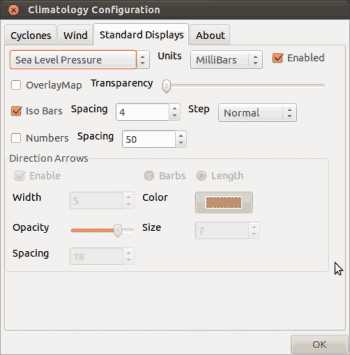 Climatology Configuration
Cyclones Wind Standard Displays About
Sea Level Pressure Units MilliBars Enabled
OverlayMap Transparency
Iso Bars Spacing 4 Step Normal
Numbers Spacing 50
Direction Arrows
Enable Barbs Length
Width 5 Color
Opacity Size 7
Spacing 18
OK